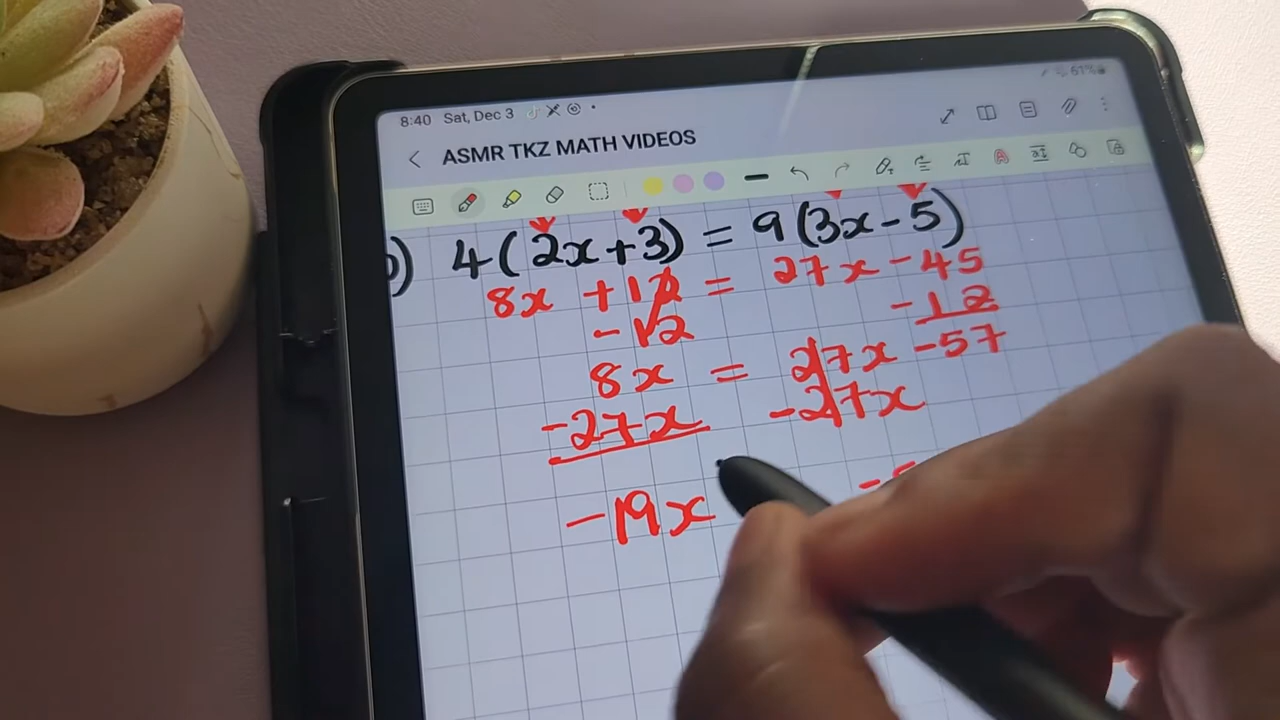 8:40 Sat, Dec 3
61%
ASMR TKZ MATH VIDEOS
4(2x+3) = 9(3x-5)
8x +12 = 27x -45
-12 -12
8x = 27x -57
-27x -27x
-19x